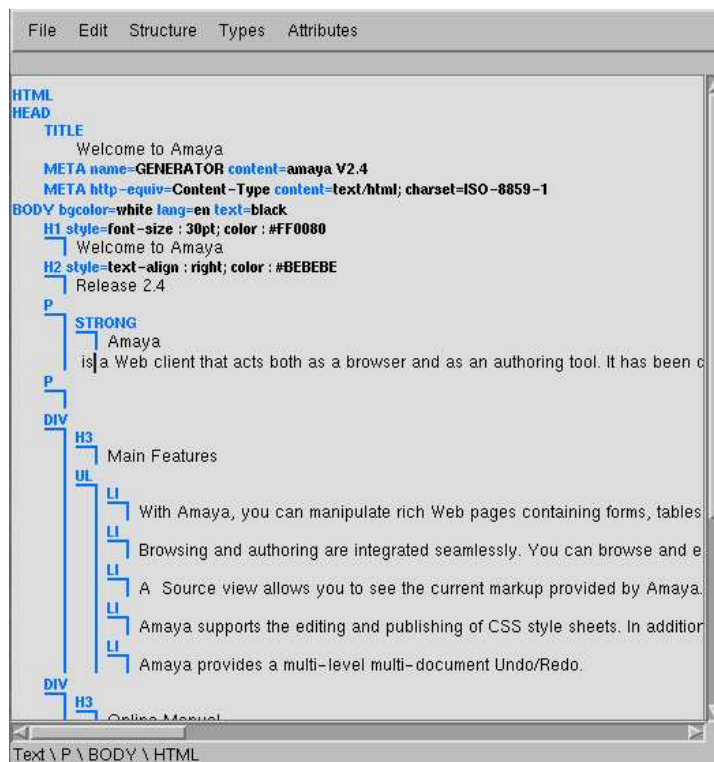 File Edit Structure Types Attributes
HTML
HEAD
TITLE
Welcome to Amaya
META name=GENERATOR content=amaya V2.4
META http-equiv=Content-Type content=text/html; charset=ISO-8859-1
BODY bgcolor=white lang=en text=black
H1 style=font-size : 30pt; color : #FF0080
Welcome to Amaya
H2 style=text-align : right; color : #BEBEBE
Release 2.4
P
STRONG
Amaya
is a Web client that acts both as a browser and as an authoring tool. It has been c
P
DIV
H3
Main Features
UL
LI
With Amaya, you can manipulate rich Web pages containing forms, tables
LI
Browsing and authoring are integrated seamlessly. You can browse and e
LI
A Source view allows you to see the current markup provided by Amaya.
LI
Amaya supports the editing and publishing of CSS style sheets. In addition
LI
Amaya provides a multi-level multi-document Undo/Redo.
DIV
H3
Online Manual
Text \ P \ BODY \ HTML